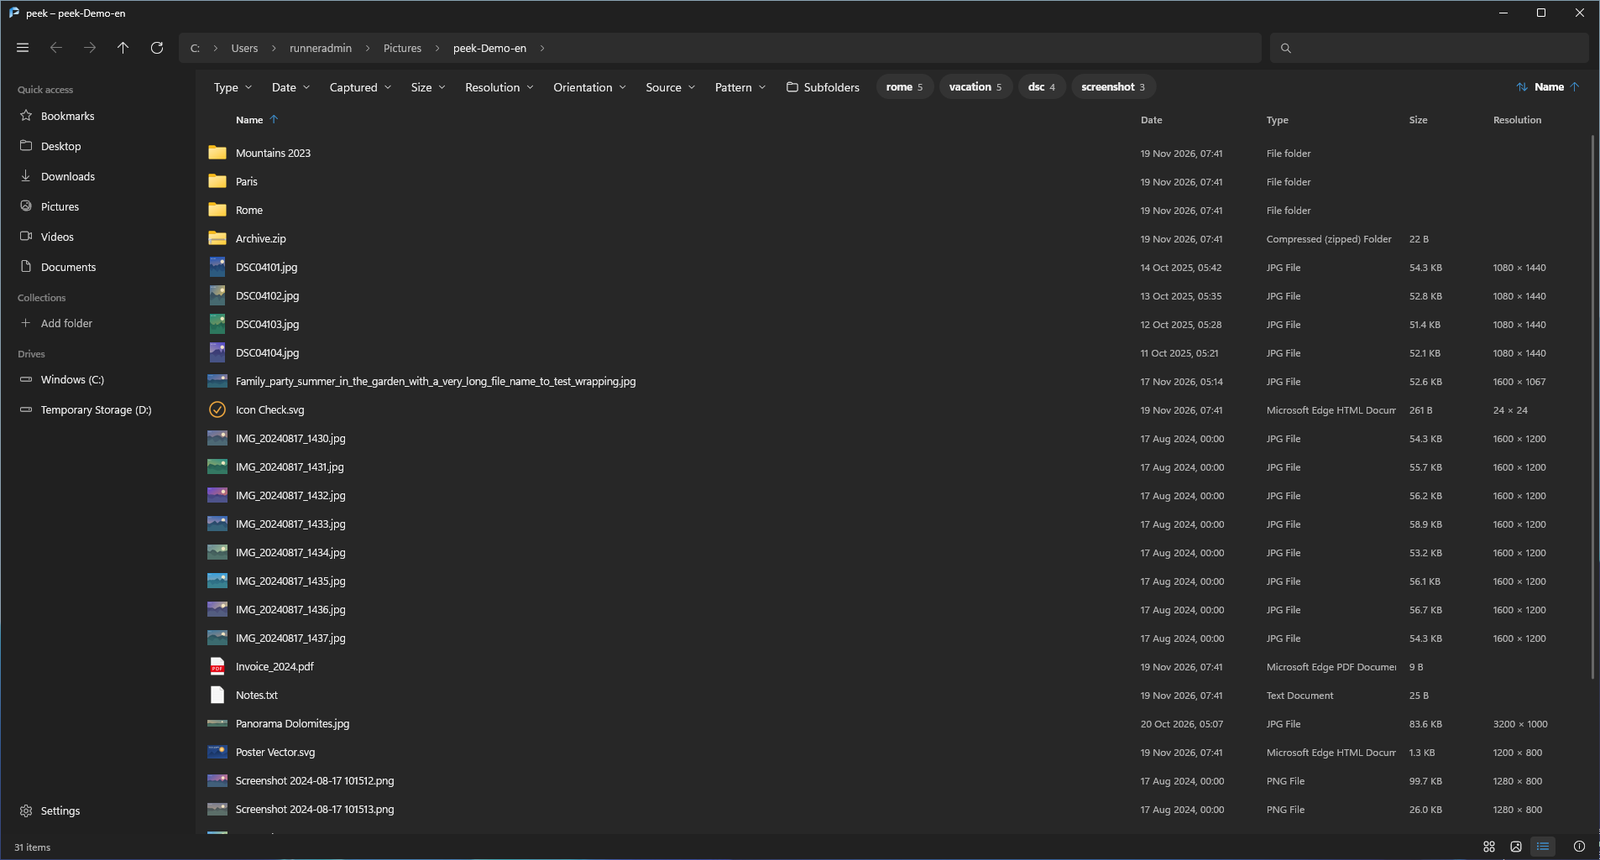 peek – peek-Demo-en
C: > Users > runneradmin > Pictures > peek-Demo-en >
Type Date Captured Size Resolution Orientation Source Pattern Subfolders rome 5 vacation 5 dsc 4 screenshot 3 Name
Quick access
Bookmarks
Desktop
Downloads
Pictures
Videos
Documents
Collections
Add folder
Drives
Windows (C:)
Temporary Storage (D:)
Settings
Name Date Type Size Resolution
Mountains 2023 19 Nov 2026, 07:41 File folder
Paris 19 Nov 2026, 07:41 File folder
Rome 19 Nov 2026, 07:41 File folder
Archive.zip 19 Nov 2026, 07:41 Compressed (zipped) Folder 22 B
DSC04101.jpg 14 Oct 2025, 05:42 JPG File 54.3 KB 1080 × 1440
DSC04102.jpg 13 Oct 2025, 05:35 JPG File 52.8 KB 1080 × 1440
DSC04103.jpg 12 Oct 2025, 05:28 JPG File 51.4 KB 1080 × 1440
DSC04104.jpg 11 Oct 2025, 05:21 JPG File 52.1 KB 1080 × 1440
Family_party_summer_in_the_garden_with_a_very_long_file_name_to_test_wrapping.jpg 17 Nov 2026, 05:14 JPG File 52.6 KB 1600 × 1067
Icon Check.svg 19 Nov 2026, 07:41 Microsoft Edge HTML Docum 261 B 24 × 24
IMG_20240817_1430.jpg 17 Aug 2024, 00:00 JPG File 54.3 KB 1600 × 1200
IMG_20240817_1431.jpg 17 Aug 2024, 00:00 JPG File 55.7 KB 1600 × 1200
IMG_20240817_1432.jpg 17 Aug 2024, 00:00 JPG File 56.2 KB 1600 × 1200
IMG_20240817_1433.jpg 17 Aug 2024, 00:00 JPG File 58.9 KB 1600 × 1200
IMG_20240817_1434.jpg 17 Aug 2024, 00:00 JPG File 53.2 KB 1600 × 1200
IMG_20240817_1435.jpg 17 Aug 2024, 00:00 JPG File 56.1 KB 1600 × 1200
IMG_20240817_1436.jpg 17 Aug 2024, 00:00 JPG File 56.7 KB 1600 × 1200
IMG_20240817_1437.jpg 17 Aug 2024, 00:00 JPG File 54.3 KB 1600 × 1200
Invoice_2024.pdf 19 Nov 2026, 07:41 Microsoft Edge PDF Documen 9 B
Notes.txt 19 Nov 2026, 07:41 Text Document 25 B
Panorama Dolomites.jpg 20 Oct 2026, 05:07 JPG File 83.6 KB 3200 × 1000
Poster Vector.svg 19 Nov 2026, 07:41 Microsoft Edge HTML Docum 1.3 KB 1200 × 800
Screenshot 2024-08-17 101512.png 17 Aug 2024, 00:00 PNG File 99.7 KB 1280 × 800
Screenshot 2024-08-17 101513.png 17 Aug 2024, 00:00 PNG File 26.0 KB 1280 × 800
31 items